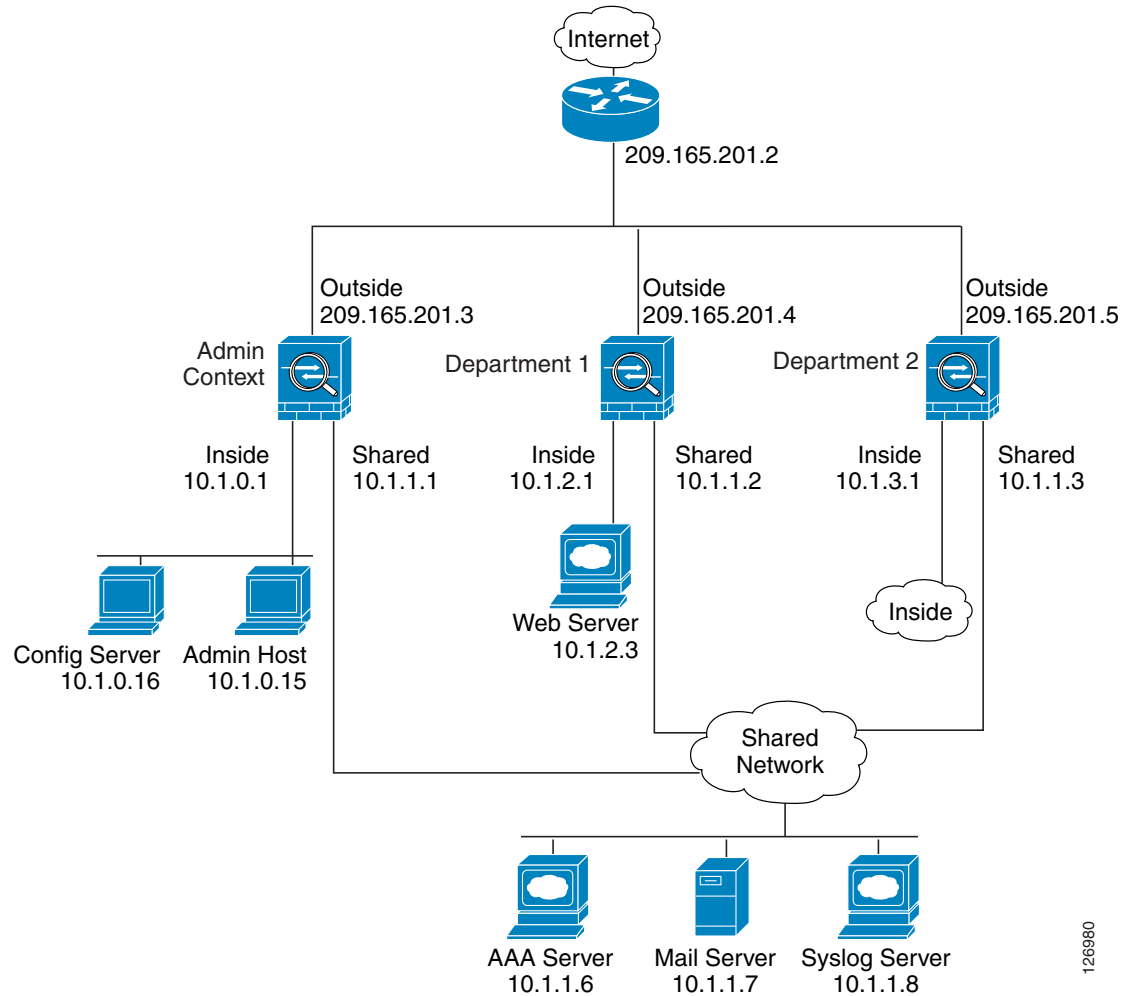 Internet
209.165.201.2
Outside
209.165.201.3
Outside
209.165.201.4
Outside
209.165.201.5
Admin
Context
Department 1
Department 2
Inside
10.1.0.1
Shared
10.1.1.1
Inside
10.1.2.1
Shared
10.1.1.2
Inside
10.1.3.1
Shared
10.1.1.3
Config Server
10.1.0.16
Admin Host
10.1.0.15
Web Server
10.1.2.3
Inside
Shared
Network
AAA Server
10.1.1.6
Mail Server
10.1.1.7
Syslog Server
10.1.1.8
126980